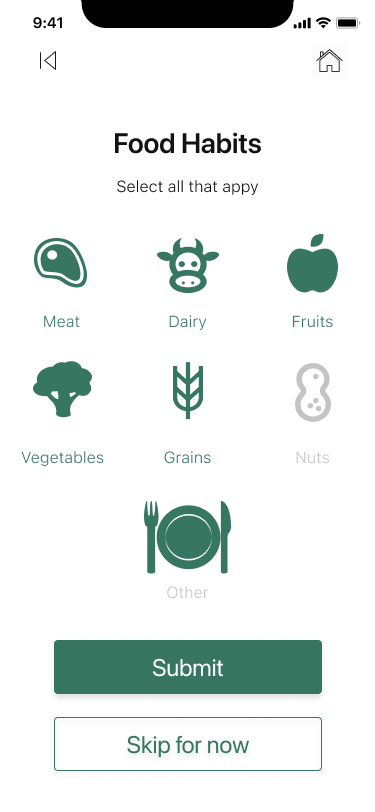 9:41
Food Habits
Select all that appy
Meat Dairy Fruits
Vegetables Grains Nuts
Other
Submit
Skip for now